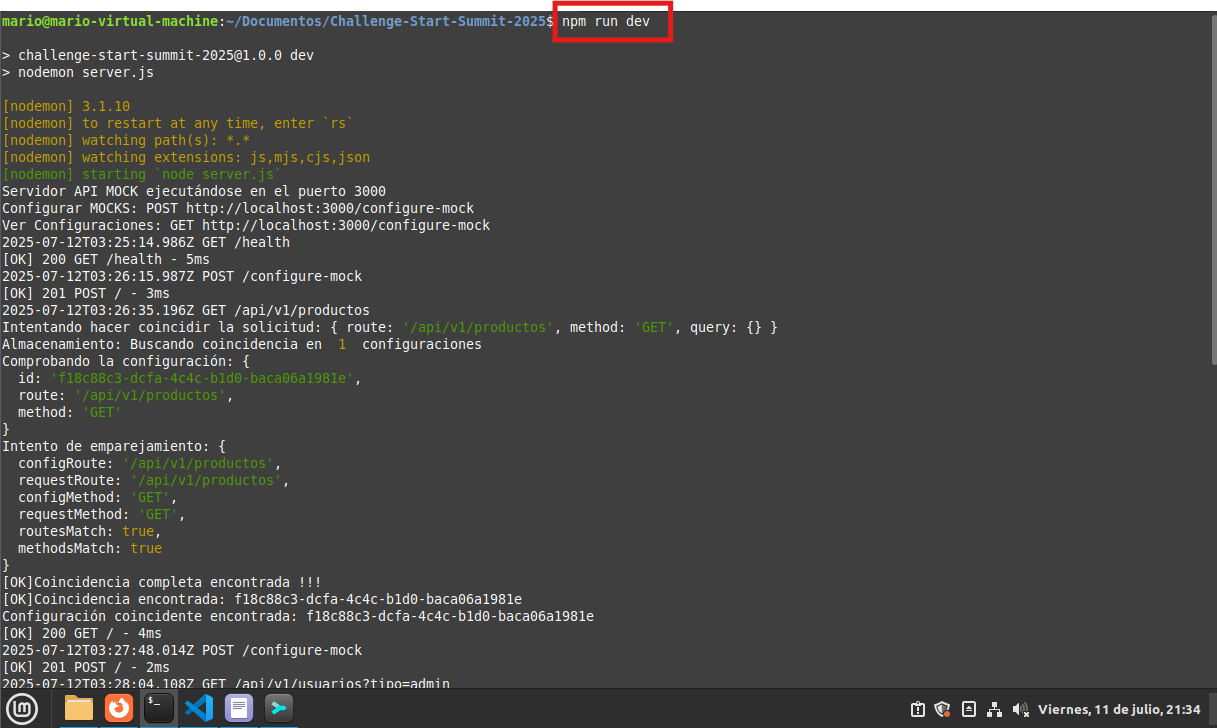 mario@mario-virtual-machine:~/Documentos/Challenge-Start-Summit-2025$ npm run dev
> challenge-start-summit-2025@1.0.0 dev
> nodemon server.js
[nodemon] 3.1.10
[nodemon] to restart at any time, enter `rs`
[nodemon] watching path(s): *.*
[nodemon] watching extensions: js,mjs,cjs,json
[nodemon] starting `node server.js`
Servidor API MOCK ejecutándose en el puerto 3000
Configurar MOCKS: POST http://localhost:3000/configure-mock
Ver Configuraciones: GET http://localhost:3000/configure-mock
2025-07-12T03:25:14.986Z GET /health
[OK] 200 GET /health - 5ms
2025-07-12T03:26:15.987Z POST /configure-mock
[OK] 201 POST / - 3ms
2025-07-12T03:26:35.196Z GET /api/v1/productos
Intentando hacer coincidir la solicitud: { route: '/api/v1/productos', method: 'GET', query: {} }
Almacenamiento: Buscando coincidencia en  1  configuraciones
Comprobando la configuración: {
  id: 'f18c88c3-dcfa-4c4c-b1d0-baca06a1981e',
  route: '/api/v1/productos',
  method: 'GET'
}
Intento de emparejamiento: {
  configRoute: '/api/v1/productos',
  requestRoute: '/api/v1/productos',
  configMethod: 'GET',
  requestMethod: 'GET',
  routesMatch: true,
  methodsMatch: true
}
[OK]Coincidencia completa encontrada !!!
[OK]Coincidencia encontrada: f18c88c3-dcfa-4c4c-b1d0-baca06a1981e
Configuración coincidente encontrada: f18c88c3-dcfa-4c4c-b1d0-baca06a1981e
[OK] 200 GET / - 4ms
2025-07-12T03:27:48.014Z POST /configure-mock
[OK] 201 POST / - 2ms
2025-07-12T03:28:04.108Z GET /api/v1/usuarios?tipo=admin
Viernes, 11 de julio, 21:34